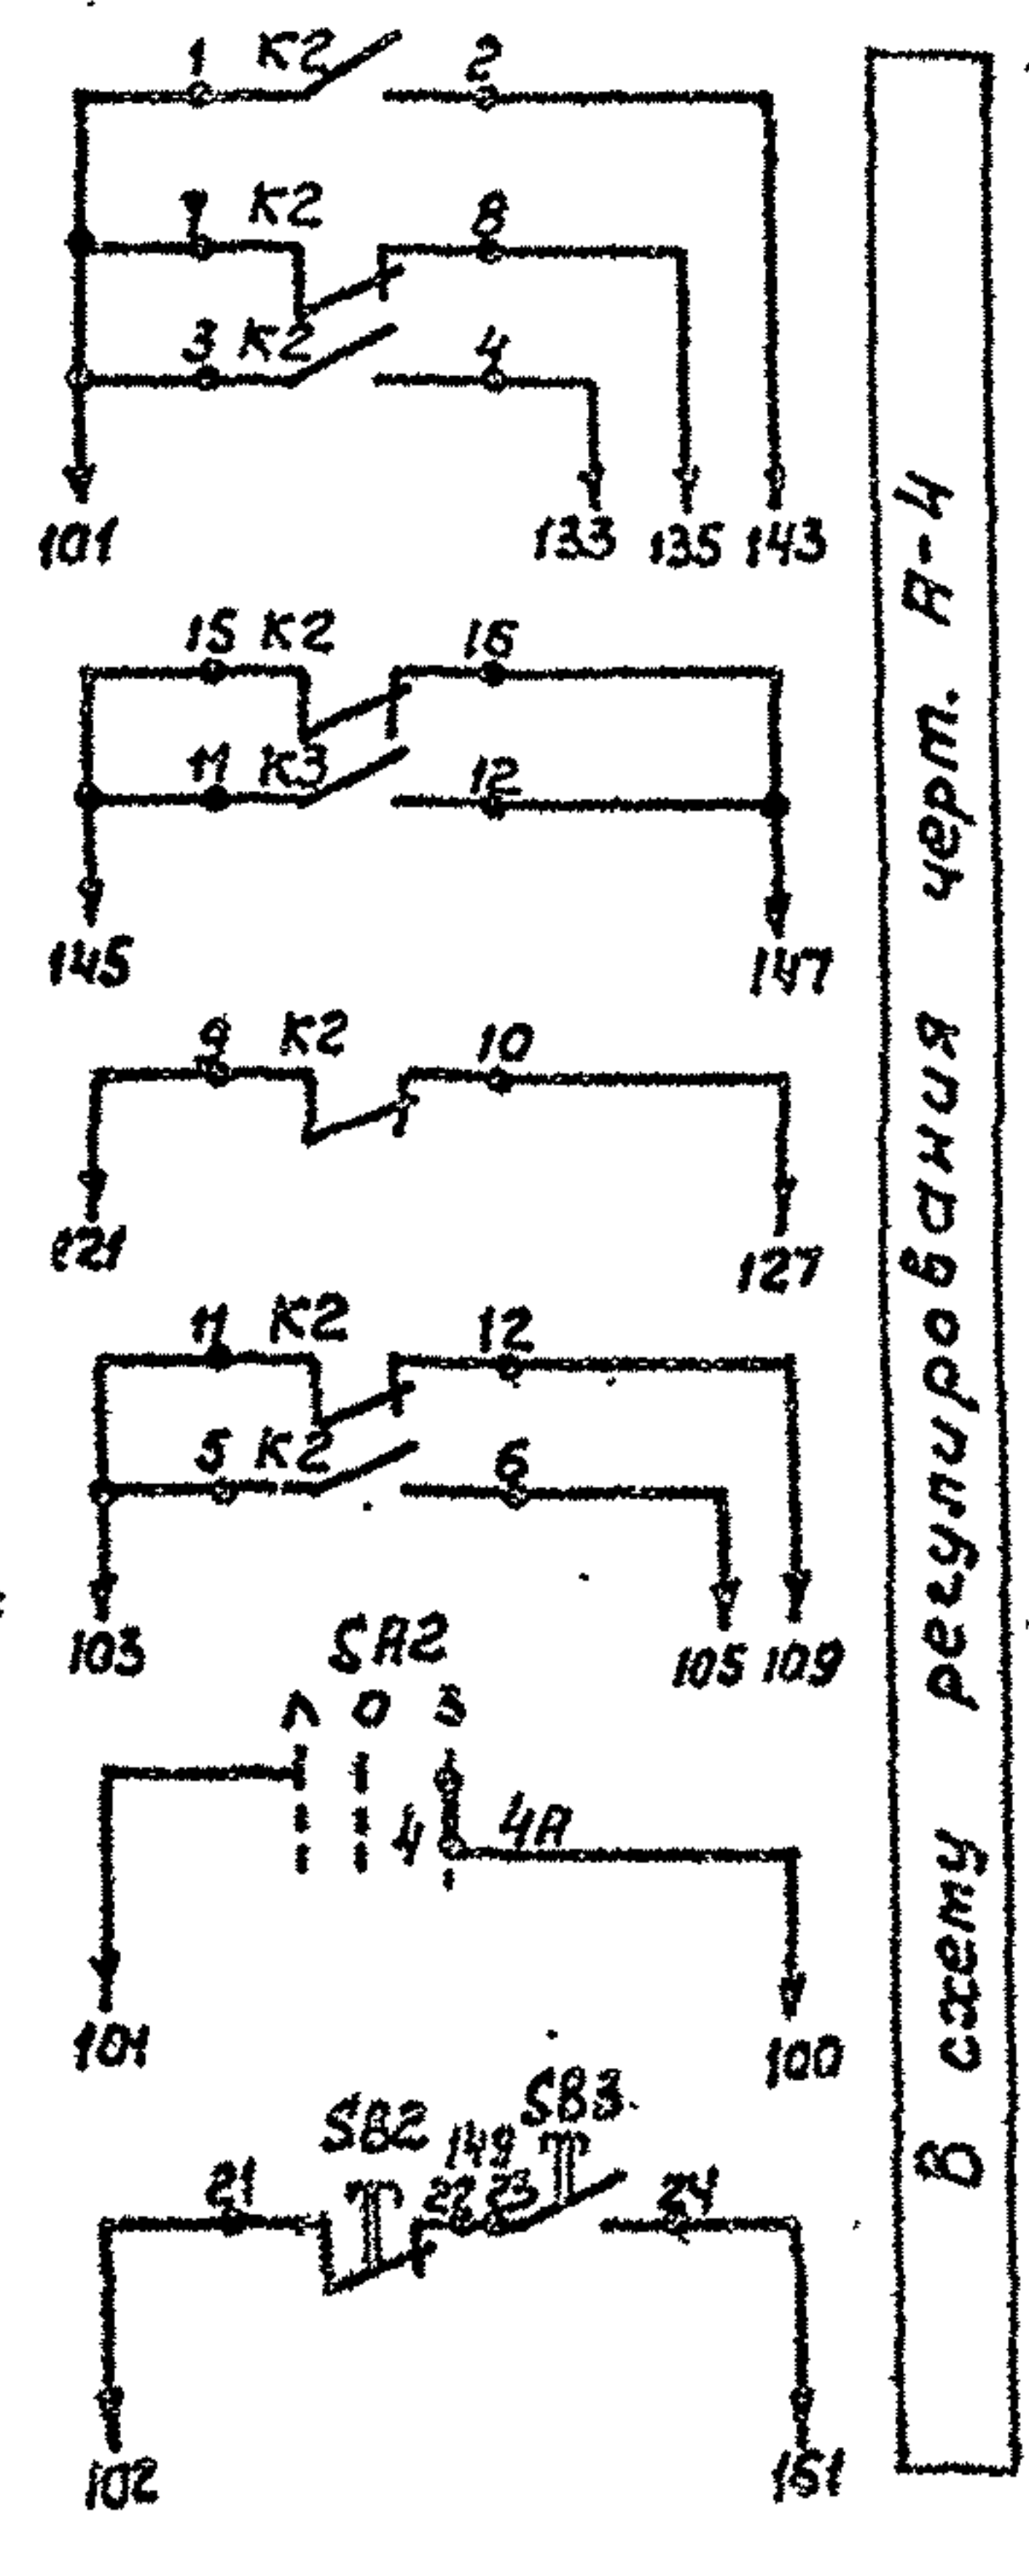 1 K2 2
7 K2 8
3 K2 4
101 133 135 143
15 K2 16
11 K3 12
145 147
9 K2 10
121 127
11 K2 12
5 K2 6
103 105 109
SA2
Л 0 З
4 4А
101 100
SB2 149 SB3
21 22 23 24
102 151
В схему регулирования черт. А-4